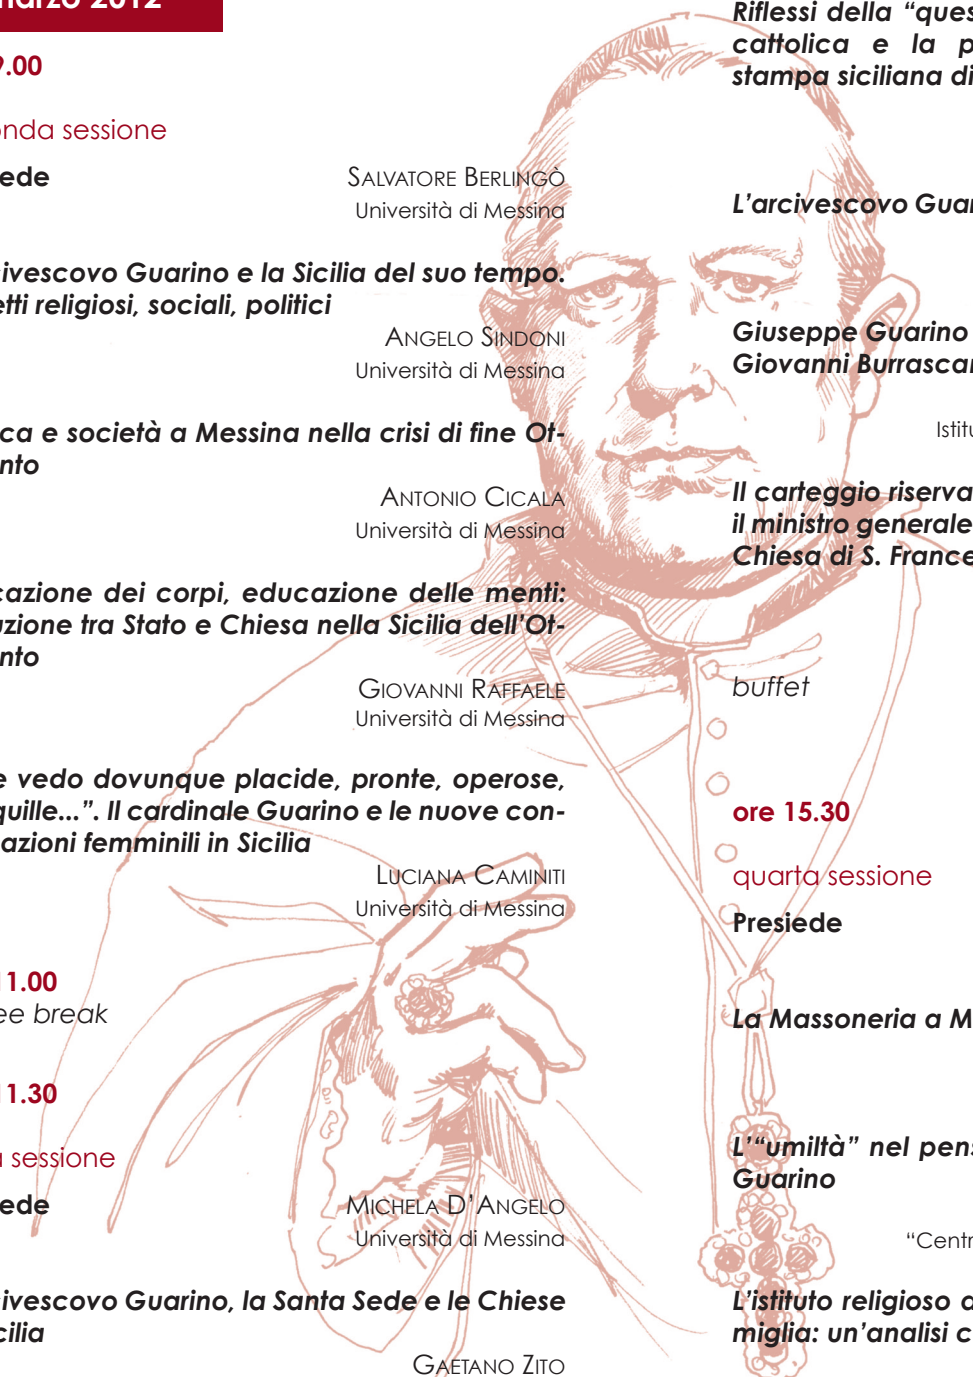 marzo 2012
9.00
onda sessione
ede
SALVATORE BERLINGÒ
Università di Messina
ivescovo Guarino e la Sicilia del suo tempo.
etti religiosi, sociali, politici
ANGELO SINDONI
Università di Messina
ca e società a Messina nella crisi di fine Ot-
nto
ANTONIO CICALA
Università di Messina
cazione dei corpi, educazione delle menti:
uzione tra Stato e Chiesa nella Sicilia dell'Ot-
nto
GIOVANNI RAFFAELE
Università di Messina
e vedo dovunque placide, pronte, operose,
quille...". Il cardinale Guarino e le nuove con-
azioni femminili in Sicilia
LUCIANA CAMINITI
Università di Messina
11.00
ee break
11.30
a sessione
ede
MICHELA D'ANGELO
Università di Messina
ivescovo Guarino, la Santa Sede e le Chiese
cilia
GAETANO ZITO
Riflessi della "ques
cattolica e la p
stampa siciliana di
L'arcivescovo Guar
Giuseppe Guarino
Giovanni Burrascar
Istitu
Il carteggio riserva
il ministro generale
Chiesa di S. France
buffet
ore 15.30
quarta sessione
Presiede
La Massoneria a M
L'"umiltà" nel pens
Guarino
"Centr
L'istituto religioso d
miglia: un'analisi c